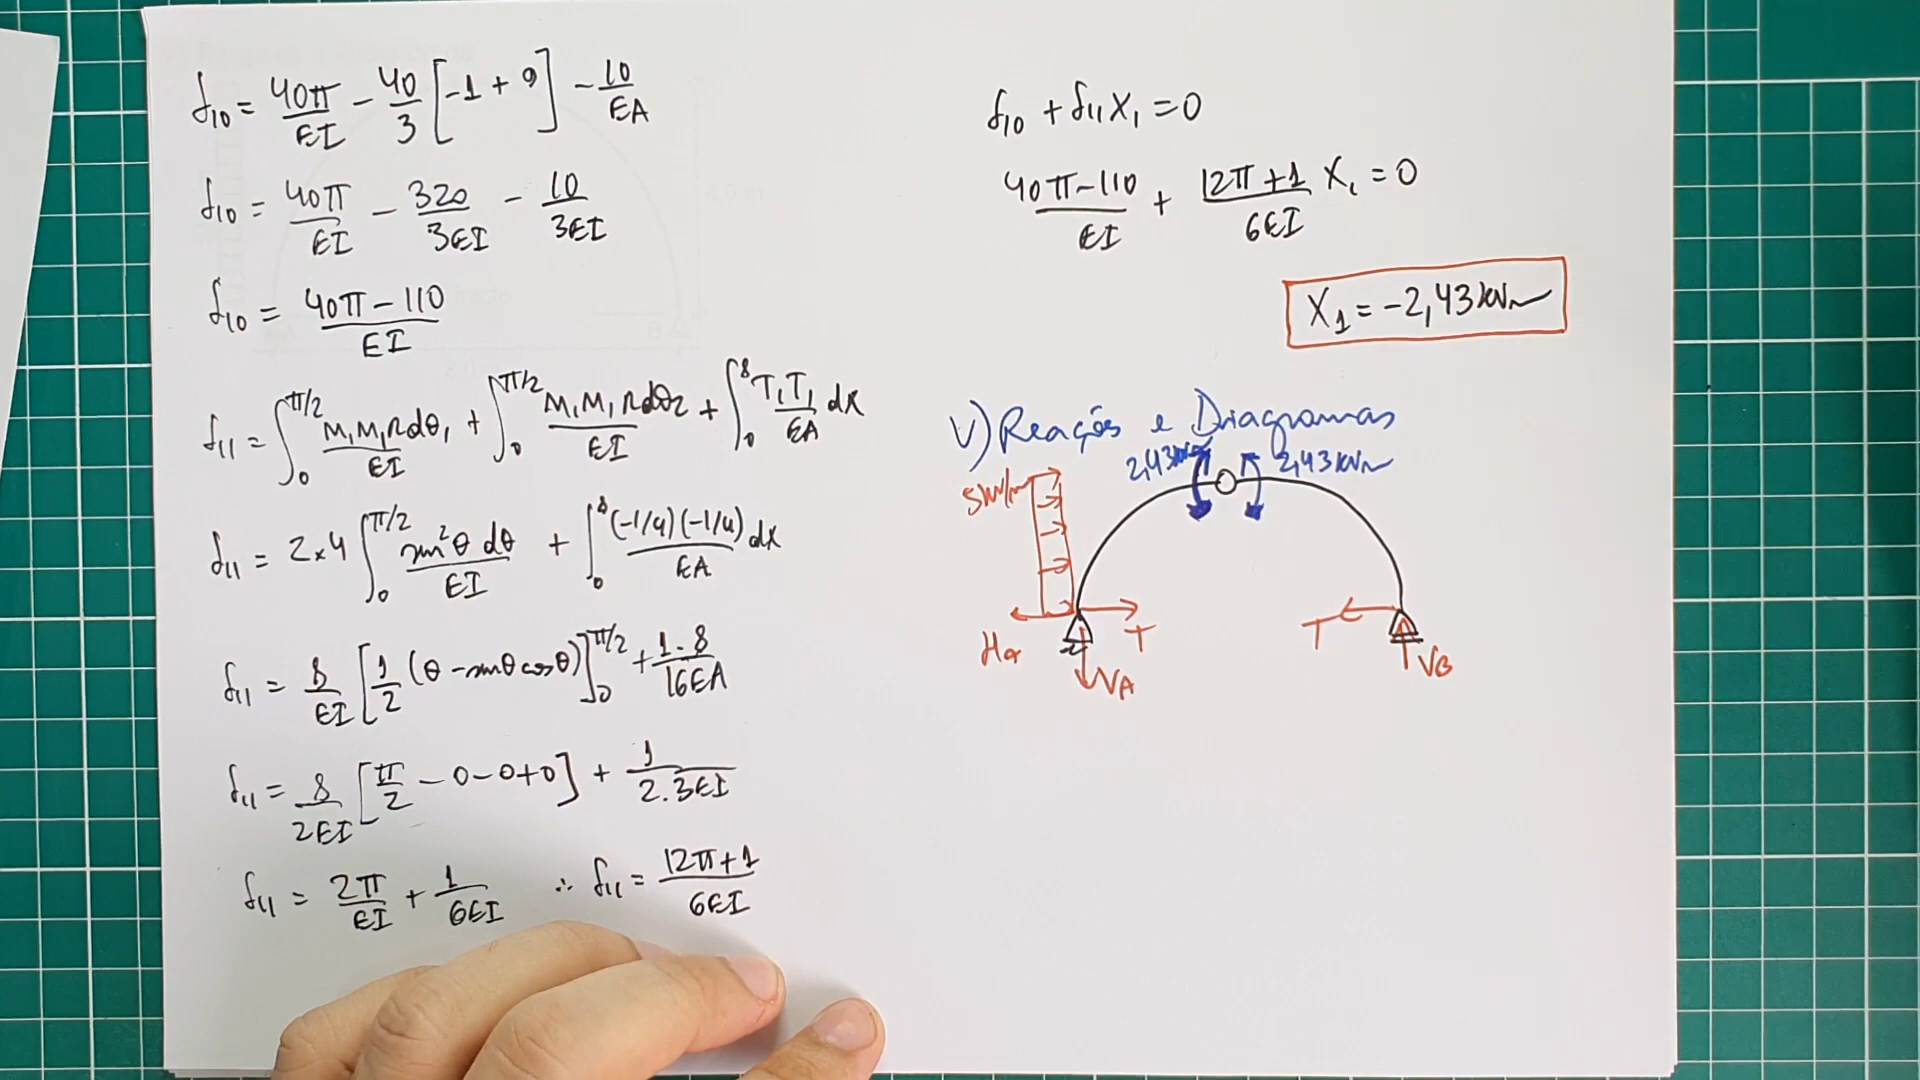 δ₁₀ = 40π/EI − 40/3 [−1 + 9] − 10/EA
δ₁₀ = 40π/EI − 320/3EI − 10/3EI
δ₁₀ = (40π − 110)/EI
δ₁₁ = ∫₀^(π/2) M₁M₁Rdθ₁/EI + ∫₀^(π/2) M₁M₁Rdθ₂/EI + ∫₀^8 T₁T₁/EA dx
δ₁₁ = 2×4 ∫₀^(π/2) sen²θ dθ/EI + ∫₀^8 (−1/4)(−1/4)/EA dx
δ₁₁ = 8/EI [1/2 (θ − senθcosθ)]₀^(π/2) + 1·8/16EA
δ₁₁ = 8/2EI [π/2 − 0 − 0 + 0] + 1/2·3EI
δ₁₁ = 2π/EI + 1/6EI ∴ δ₁₁ = (12π+1)/6EI
δ₁₀ + δ₁₁X₁ = 0
(40π−110)/EI + (12π+1)/6EI X₁ = 0
X₁ = −2,43kNm
V) Reações e Diagramas
2,43kNm 2,43kNm
5kN/m
Ha T T
VA VB